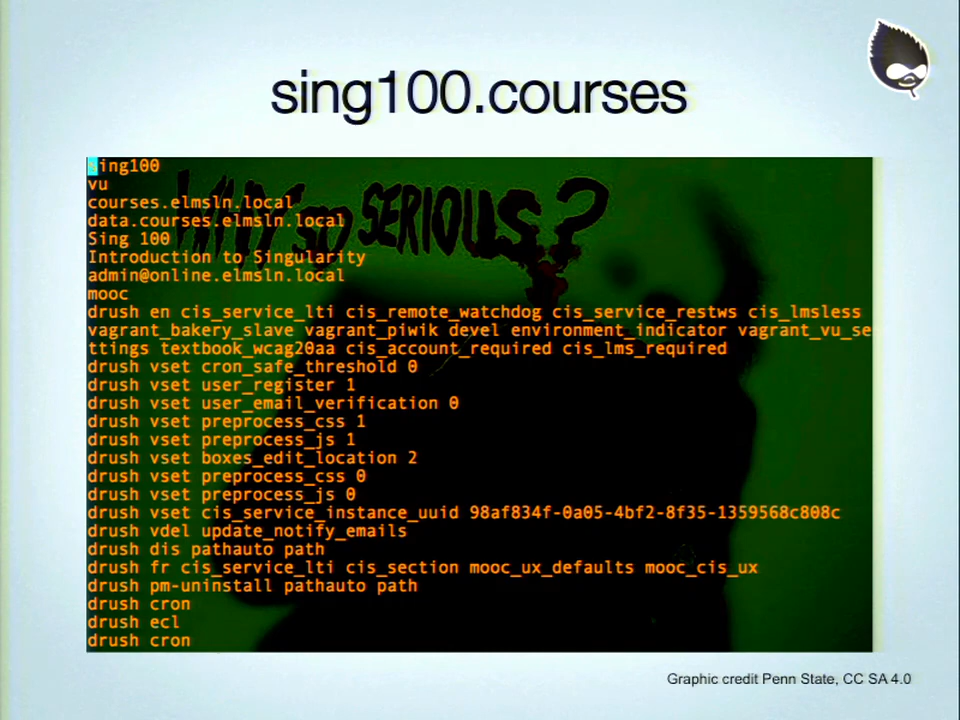 sing100.courses
sing100
vu
courses.elmsln.local
data.courses.elmsln.local
Sing 100
Introduction to Singularity
admin@online.elmsln.local
mooc
drush en cis_service_lti cis_remote_watchdog cis_service_restws cis_lmsless
vagrant_bakery_slave vagrant_piwik devel environment_indicator vagrant_vu_se
ttings textbook_wcag20aa cis_account_required cis_lms_required
drush vset cron_safe_threshold 0
drush vset user_register 1
drush vset user_email_verification 0
drush vset preprocess_css 1
drush vset preprocess_js 1
drush vset boxes_edit_location 2
drush vset preprocess_css 0
drush vset preprocess_js 0
drush vset cis_service_instance_uuid 98af834f-0a05-4bf2-8f35-1359568c808c
drush vdel update_notify_emails
drush dis pathauto path
drush fr cis_service_lti cis_section mooc_ux_defaults mooc_cis_ux
drush pm-uninstall pathauto path
drush cron
drush ecl
drush cron
WHY SO SERIOUS?
Graphic credit Penn State, CC SA 4.0